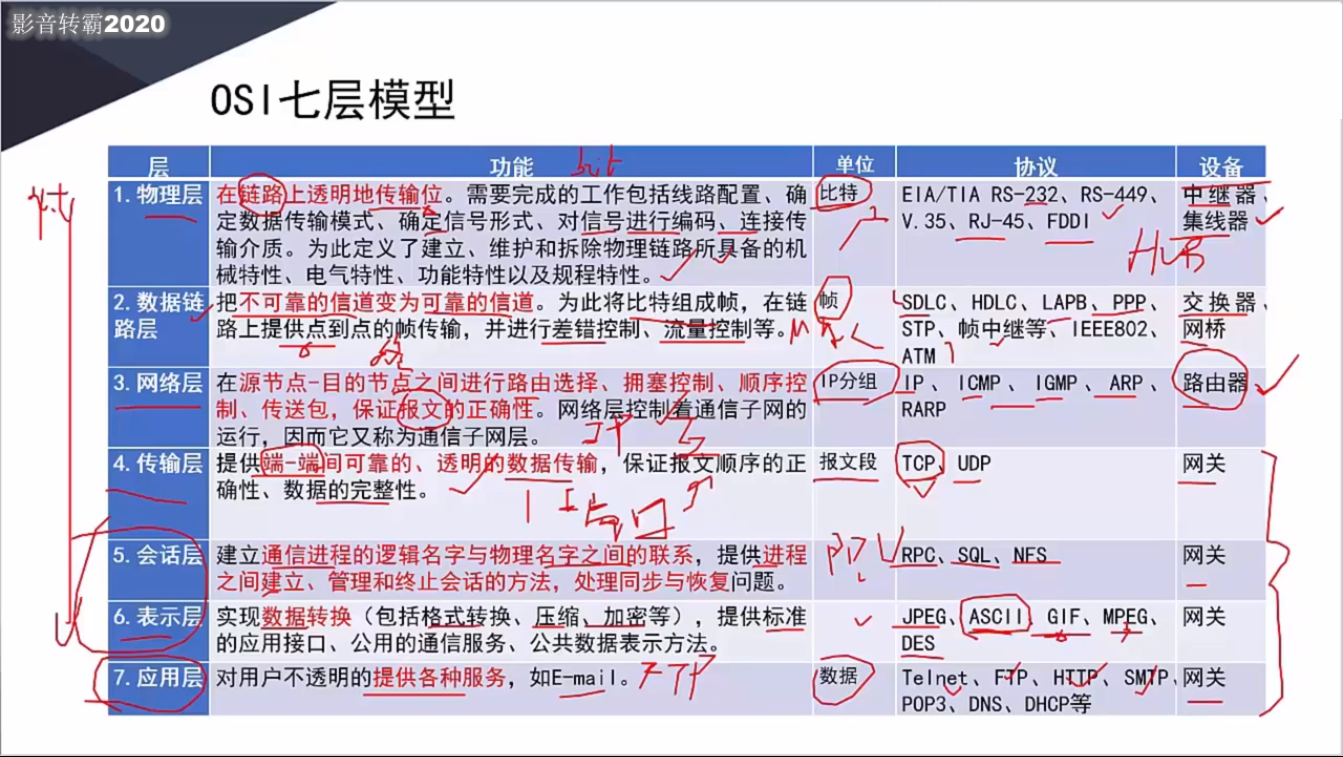 影音转霸2020
OSI七层模型
层 功能 单位 协议 设备
bit
1. 物理层 在链路上透明地传输位。需要完成的工作包括线路配置、确 比特 EIA/TIA RS-232、RS-449、 中继器、
定数据传输模式、确定信号形式、对信号进行编码、连接传 V.35、RJ-45、FDDI 集线器
输介质。为此定义了建立、维护和拆除物理链路所具备的机
械特性、电气特性、功能特性以及规程特性。
HUB
2. 数据链 把不可靠的信道变为可靠的信道。为此将比特组成帧，在链 帧 SDLC、HDLC、LAPB、PPP、 交换器、
路层 路上提供点到点的帧传输，并进行差错控制、流量控制等。 STP、帧中继等、IEEE802、 网桥
ATM
3. 网络层 在源节点-目的节点之间进行路由选择、拥塞控制、顺序控 IP分组 IP、ICMP、IGMP、ARP、 路由器
制、传送包，保证报文的正确性。网络层控制着通信子网的 RARP
运行，因而它又称为通信子网层。
IP
4. 传输层 提供端-端间可靠的、透明的数据传输，保证报文顺序的正 报文段 TCP、UDP 网关
确性、数据的完整性。
端口
5. 会话层 建立通信进程的逻辑名字与物理名字之间的联系，提供进程 RPC、SQL、NFS 网关
之间建立、管理和终止会话的方法，处理同步与恢复问题。
PDU
6. 表示层 实现数据转换（包括格式转换、压缩、加密等），提供标准 JPEG、ASCII、GIF、MPEG、 网关
的应用接口、公用的通信服务、公共数据表示方法。 DES
7. 应用层 对用户不透明的提供各种服务，如E-mail。 FTP 数据 Telnet、FTP、HTTP、SMTP、 网关
POP3、DNS、DHCP等